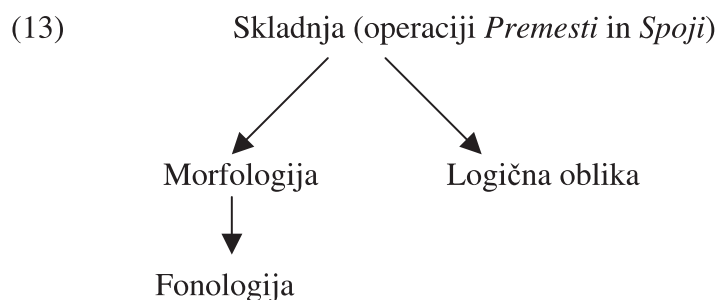 (13) Skladnja (operaciji Premesti in Spoji)
Morfologija Logična oblika
Fonologija